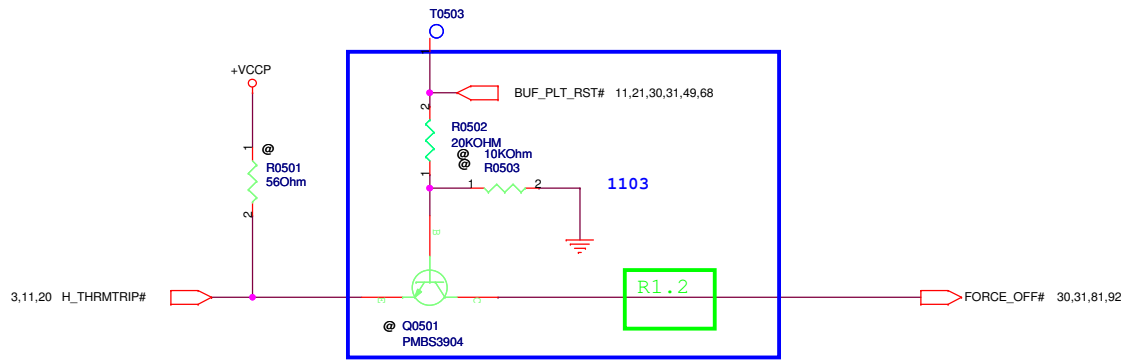 T0503
+VCCP
BUF_PLT_RST# 11,21,30,31,49,68
2
R0502
20KOHM
@
1
@
10KOhm
@
R0501
56Ohm
R0503
1
1
2
1103
2
B
3,11,20 H_THRMTRIP#
E
C
R1.2
FORCE_OFF# 30,31,81,92
@ Q0501
PMBS3904